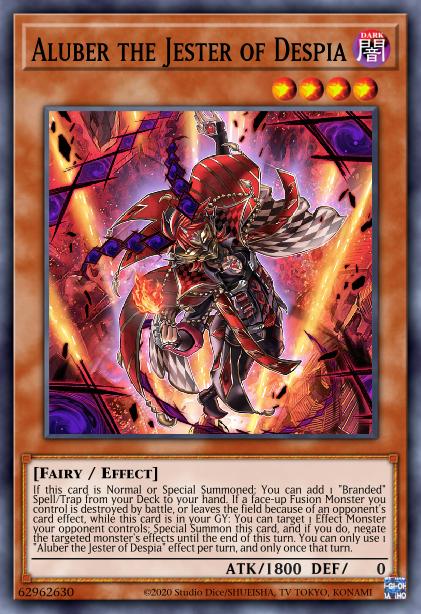 ALUBER THE JESTER OF DESPIA
DARK
闇
[FAIRY / EFFECT]
If this card is Normal or Special Summoned: You can add 1 "Branded"
Spell/Trap from your Deck to your hand. If a face-up Fusion Monster you
control is destroyed by battle, or leaves the field because of an opponent's
card effect, while this card is in your GY: You can target 1 Effect Monster
your opponent controls; Special Summon this card, and if you do, negate
the targeted monster's effects until the end of this turn. You can only use 1
"Aluber the Jester of Despia" effect per turn, and only once that turn.
ATK/1800 DEF/ 0
62962630 ©2020 Studio Dice/SHUEISHA, TV TOKYO, KONAMI